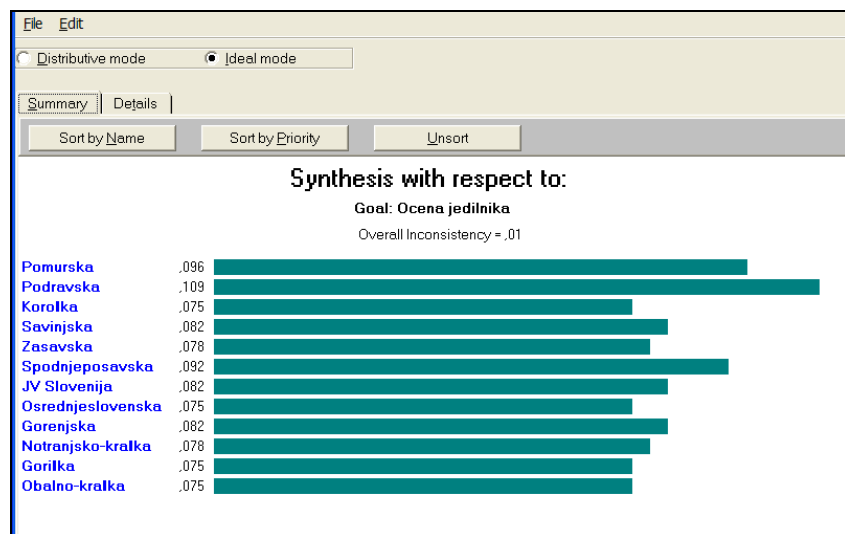 File Edit
Distributive mode Ideal mode
Summary Details
Sort by Name Sort by Priority Unsort
Synthesis with respect to:
Goal: Ocena jedilnika
Overall Inconsistency = ,01
Pomurska ,096
Podravska ,109
Korolka ,075
Savinjska ,082
Zasavska ,078
Spodnjeposavska ,092
JV Slovenija ,082
Osrednjeslovenska ,075
Gorenjska ,082
Notranjsko-kralka ,078
Gorilka ,075
Obalno-kralka ,075